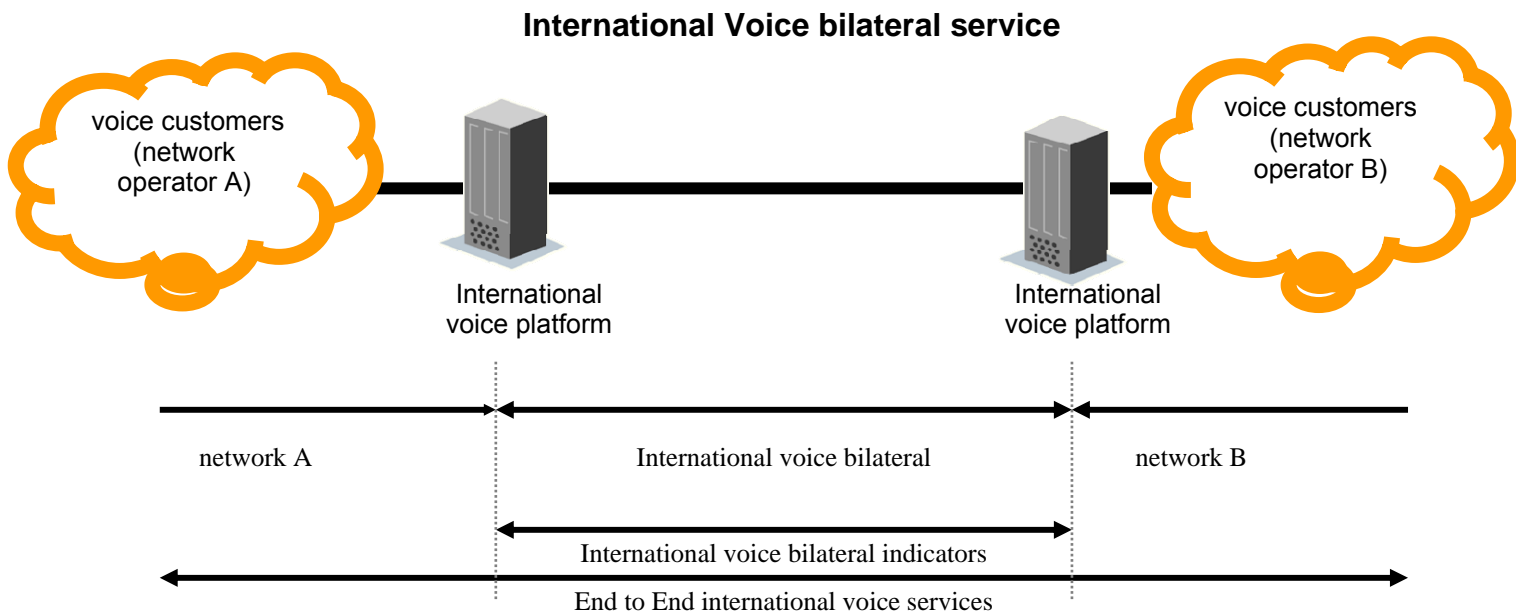 International Voice bilateral service
voice customers
(network
operator A)
voice customers
(network
operator B)
International
voice platform
International
voice platform
network A
International voice bilateral
network B
International voice bilateral indicators
End to End international voice services